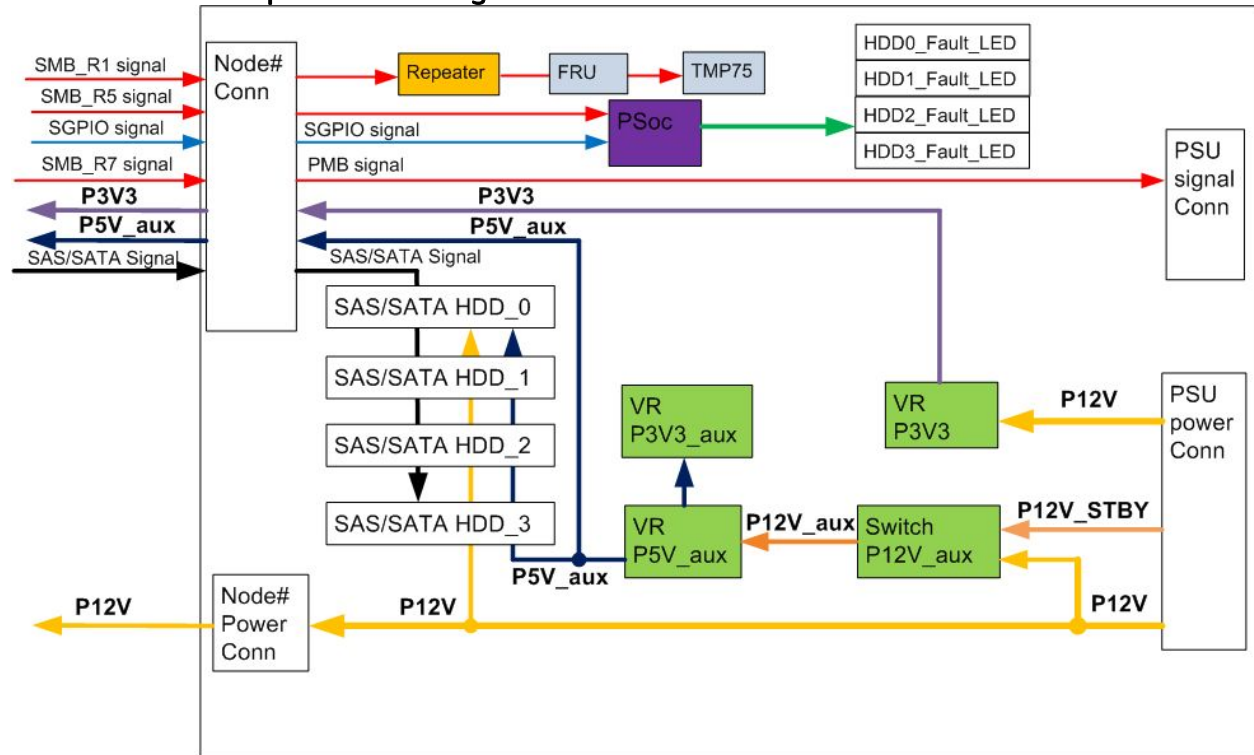 SMB_R1 signal
SMB_R5 signal
SGPIO signal
SMB_R7 signal
P3V3
P5V_aux
SAS/SATA Signal
Node#
Conn
Repeater
FRU
TMP75
SGPIO signal
PSoc
PMB signal
HDD0_Fault_LED
HDD1_Fault_LED
HDD2_Fault_LED
HDD3_Fault_LED
PSU
signal
Conn
P3V3
P5V_aux
SAS/SATA Signal
SAS/SATA HDD_0
SAS/SATA HDD_1
SAS/SATA HDD_2
SAS/SATA HDD_3
VR
P3V3_aux
VR
P3V3
P12V
PSU
power
Conn
VR
P5V_aux
P12V_aux
Switch
P12V_aux
P12V_STBY
P5V_aux
P12V
Node#
Power
Conn
P12V
P12V